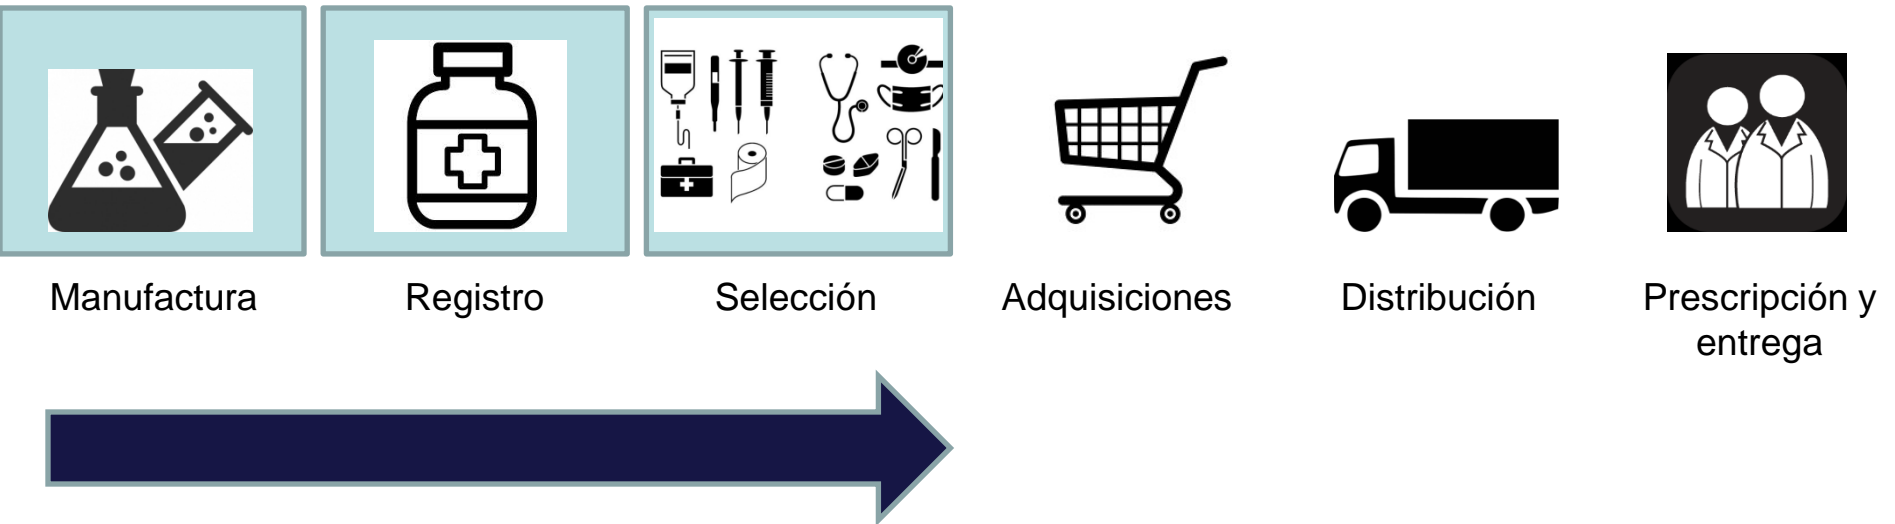 Manufactura
Registro
Selección
Adquisiciones
Distribución
Prescripción y
entrega